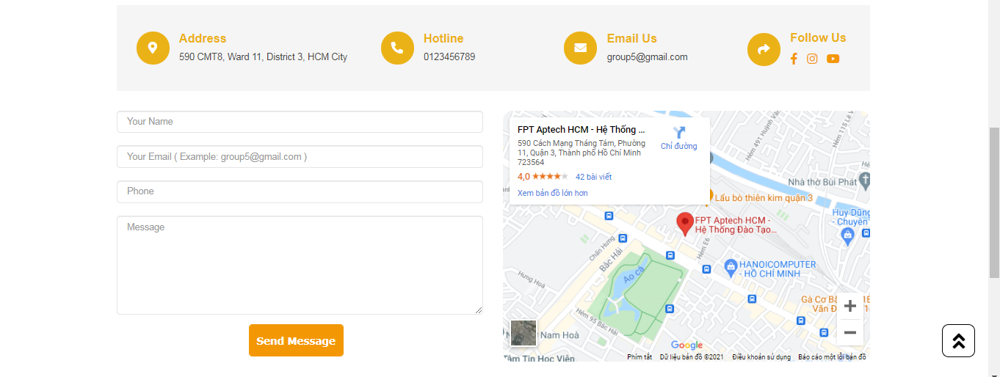 Address
590 CMT8, Ward 11, District 3, HCM City
Hotline
0123456789
Email Us
group5@gmail.com
Follow Us
Your Name
Your Email ( Example: group5@gmail.com )
Phone
Message
Send Message
FPT Aptech HCM - Hệ Thống ...
590 Cách Mạng Tháng Tám, Phường
11, Quận 3, Thành phố Hồ Chí Minh
723564
4,0
42 bài viết
Xem bản đồ lớn hơn
Chỉ đường
Hẻm 491 Huỳnh Vă
Hẻm 115 Lê V
Nhà thờ Bùi Phát
Lẩu bò thiên kim quận 3
Huy Dũng
- Chuyên
FPT Aptech HCM -
Hệ Thống Đào Tạo...
Hẻm E6
Chấn Hưng
Bắc Hải
HANOICOMPUTER
- HỒ CHÍ MINH
Hưng Hoá
Ao cá
Gà Cơ Bả
Văn Đ
Hẻm 95 Bắc Hải
Nam Hoà
Tâm Tin Học Viên
Google
Phím tắt
Dữ liệu bản đồ ©2021
Điều khoản sử dụng
Báo cáo một lỗi bản đồ